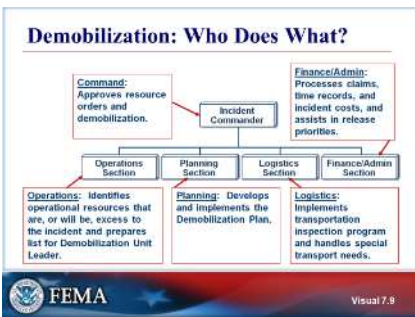 Demobilization: Who Does What?
Command:
Approves resource
orders and
demobilization.
Finance/Admin:
Processes claims,
time records, and
incident costs, and
assists in release
priorities.
Incident
Commander
Operations
Section
Planning
Section
Logistics
Section
Finance/Admin
Section
Operations: Identifies
operational resources that
are, or will be, excess to
the incident and prepares
list for Demobilization Unit
Leader.
Planning: Develops
and implements the
Demobilization Plan.
Logistics:
Implements
transportation
inspection program
and handles special
transport needs.
FEMA
Visual 7.9